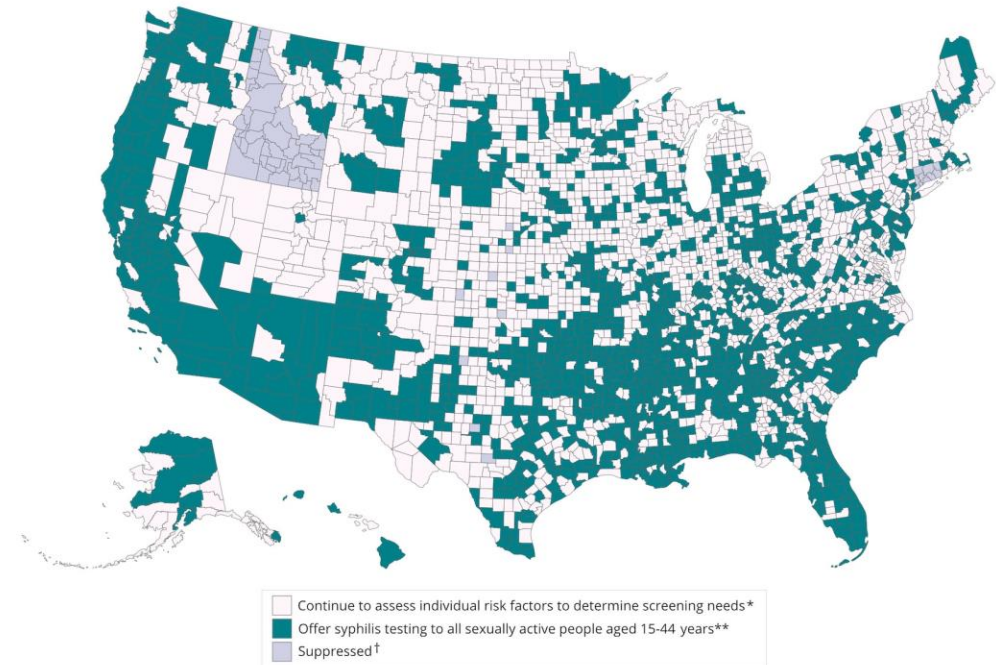 Continue to assess individual risk factors to determine screening needs*
Offer syphilis testing to all sexually active people aged 15-44 years**
Suppressed†